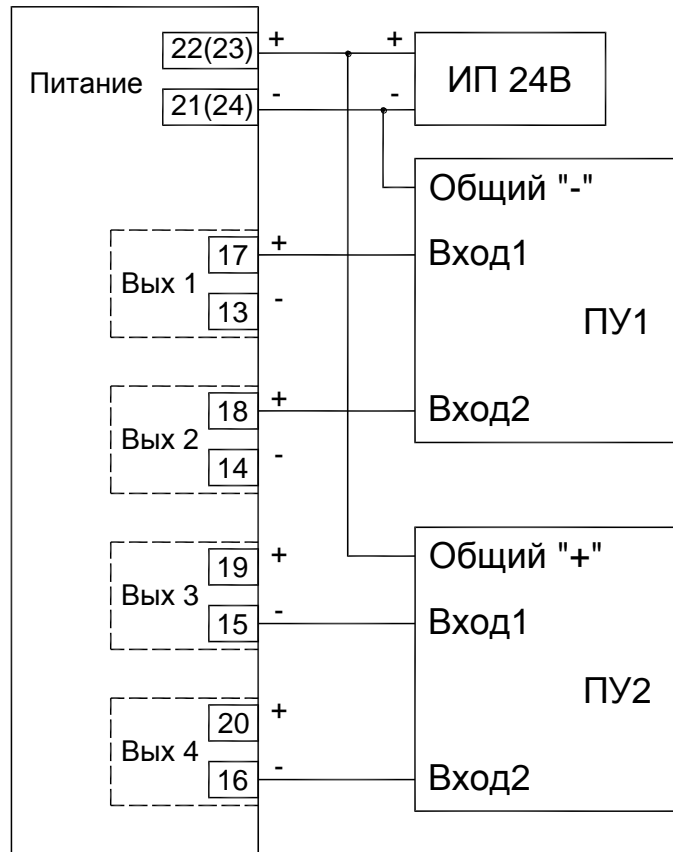 22(23) + + ИП 24В
Питание
21(24) - -
Общий "-"
17 + Вход1
Вых 1
13 -
ПУ1
18 + Вход2
Вых 2
14 -
19 + Общий "+"
Вых 3
15 - Вход1
ПУ2
20 +
Вых 4
16 - Вход2